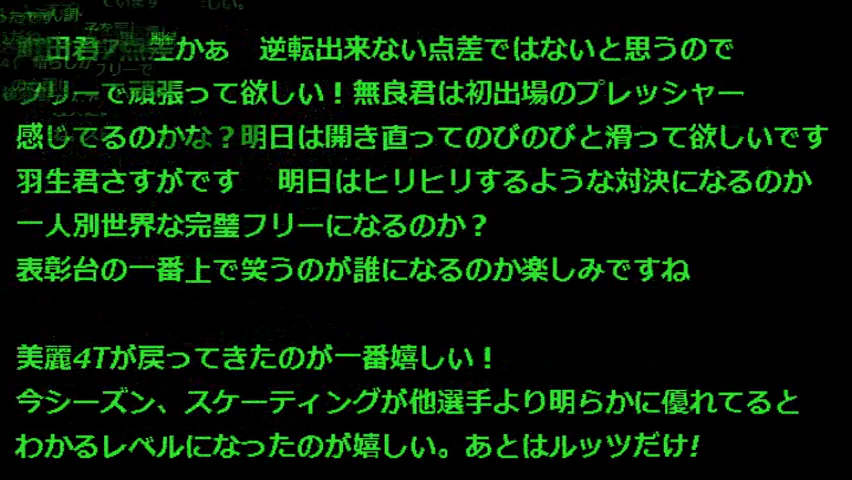 田君7点差かぁ　逆転出来ない点差ではないと思うので
フリーで頑張って欲しい！無良君は初出場のプレッシャー
感じてるのかな？明日は開き直ってのびのびと滑って欲しいです
羽生君さすがです　明日はヒリヒリするような対決になるのか
一人別世界な完璧フリーになるのか？
表彰台の一番上で笑うのが誰になるのか楽しみですね
美麗4Tが戻ってきたのが一番嬉しい！
今シーズン、スケーティングが他選手より明らかに優れてると
わかるレベルになったのが嬉しい。あとはルッツだけ!